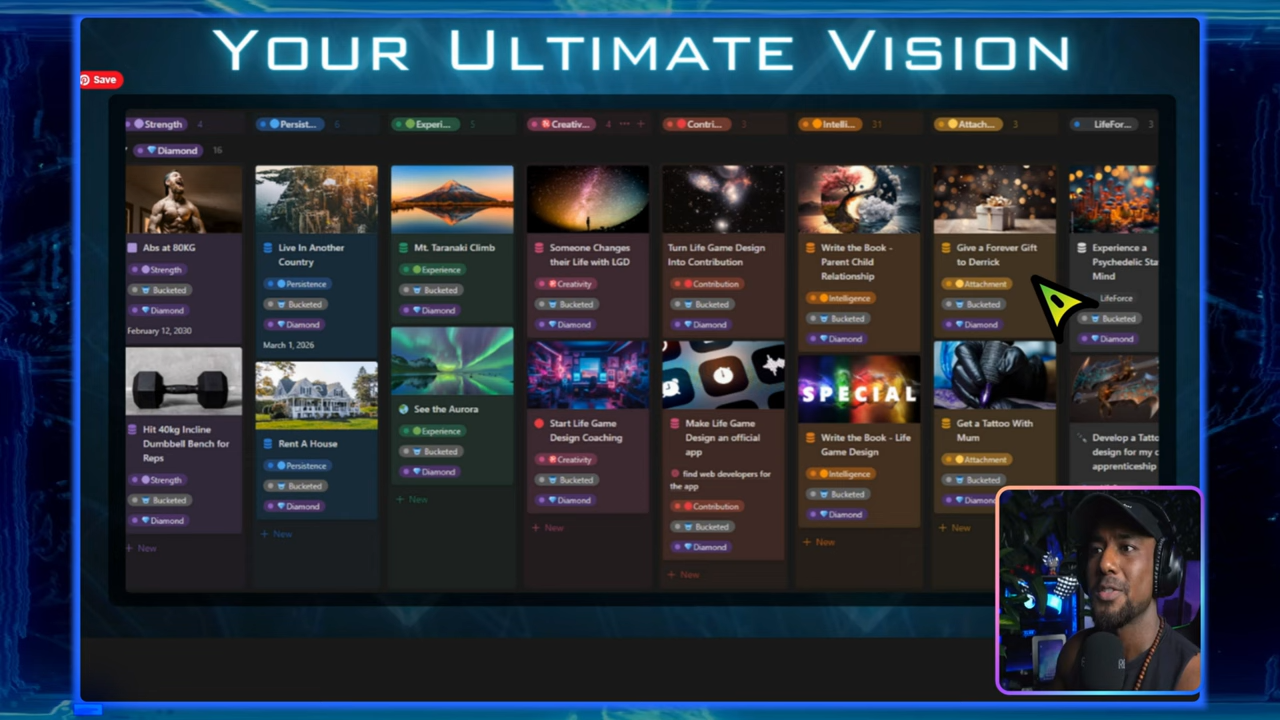 YOUR ULTIMATE VISION
Save
Strength 4
Persist... 6
Experi... 5
Creativ... 4
Contri... 3
Intelli... 31
Attach... 3
LifeFor... 3
Diamond 16
Abs at 80KG
Strength
Bucketed
Diamond
February 12, 2030
Hit 40kg Incline
Dumbbell Bench for
Reps
Strength
Bucketed
Diamond
+ New
Live In Another
Country
Persistence
Bucketed
Diamond
March 1, 2026
Rent A House
Persistence
Bucketed
Diamond
+ New
Mt. Taranaki Climb
Experience
Bucketed
Diamond
See the Aurora
Experience
Bucketed
Diamond
+ New
Someone Changes
their Life with LGD
Creativity
Bucketed
Diamond
Start Life Game
Design Coaching
Creativity
Bucketed
Diamond
+ New
Turn Life Game Design
Into Contribution
Contribution
Bucketed
Diamond
Make Life Game
Design an official
app
find web developers for
the app
Contribution
Bucketed
Diamond
+ New
Write the Book -
Parent Child
Relationship
Intelligence
Bucketed
Diamond
SPECIAL
Write the Book - Life
Game Design
Intelligence
Bucketed
Diamond
+ New
Give a Forever Gift
to Derrick
Attachment
Bucketed
Diamond
Get a Tattoo With
Mum
Attachment
Bucketed
Diamond
+ New
Experience a
Psychedelic Sta
Mind
LifeForce
Bucketed
Diamond
Develop a Tatto
design for my c
apprenticeship